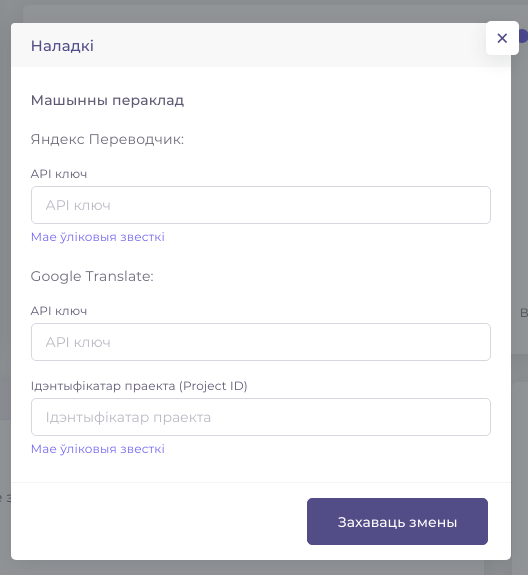 Наладкі
Машынны пераклад
Яндекс Переводчик:
API ключ
API ключ
Мае ўліковыя звесткі
Google Translate:
API ключ
API ключ
Ідэнтыфікатар праекта (Project ID)
Ідэнтыфікатар праекта
Мае ўліковыя звесткі
Захаваць змены